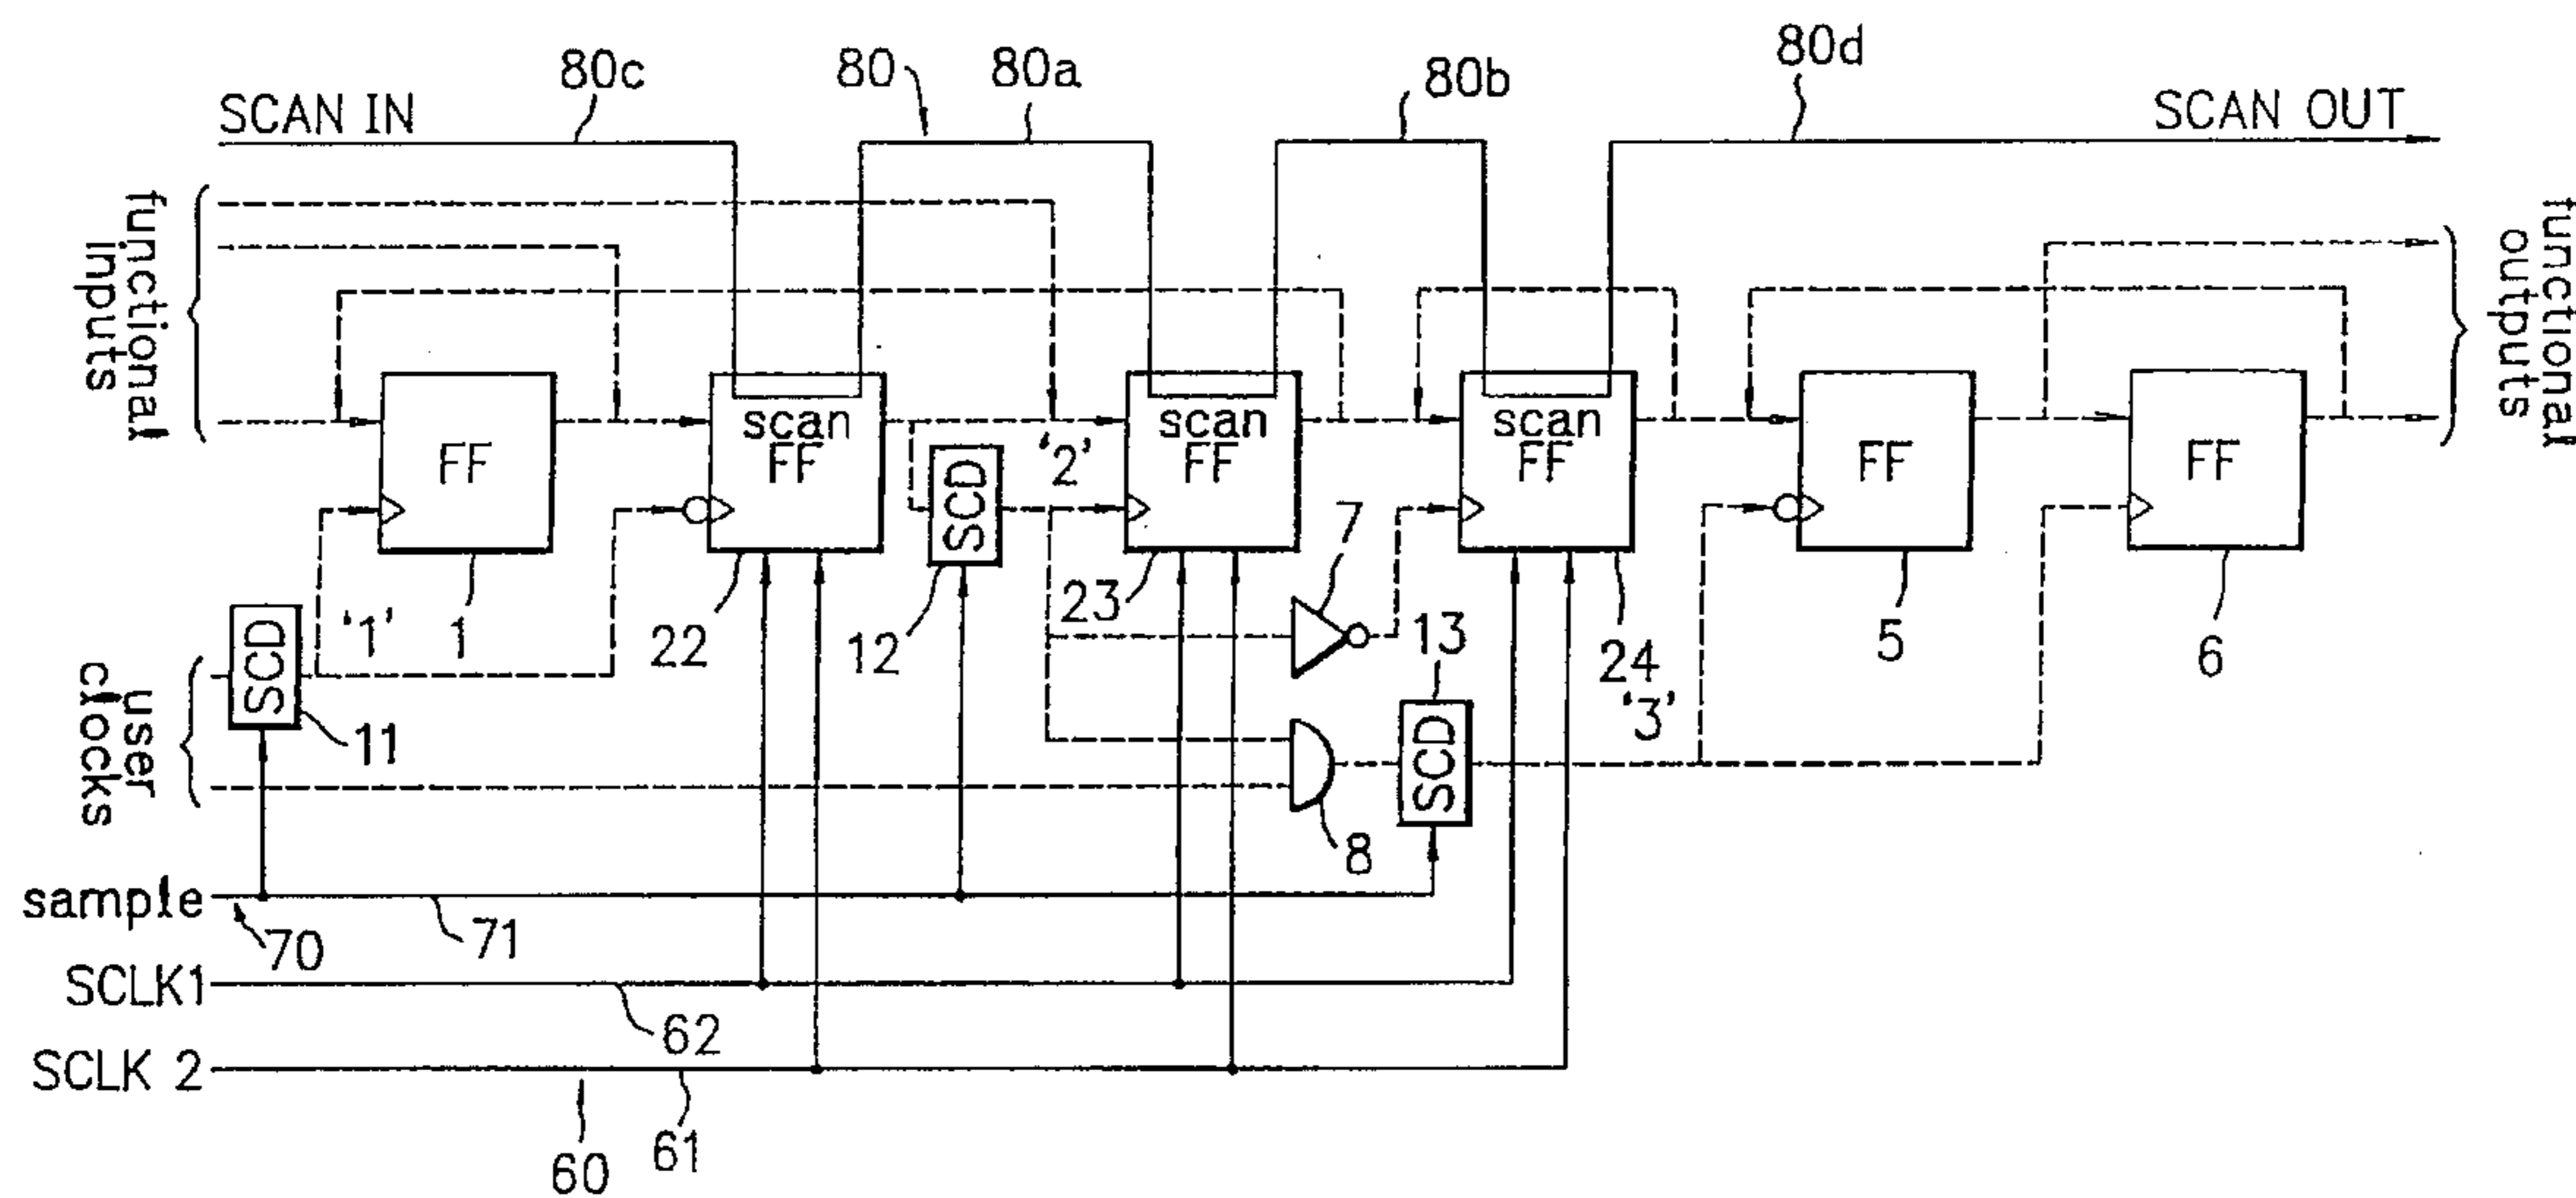 80c
80
80a
80b
80d
SCAN IN
SCAN OUT
functional
inputs
functional
outputs
FF
scan
FF
SCD
'2'
scan
FF
scan
FF
FF
FF
7
SCD
'1'
1
22
12
23
13
24
'3'
5
6
user
clocks
11
SCD
8
sample
70
71
SCLK1
62
SCLK 2
61
60